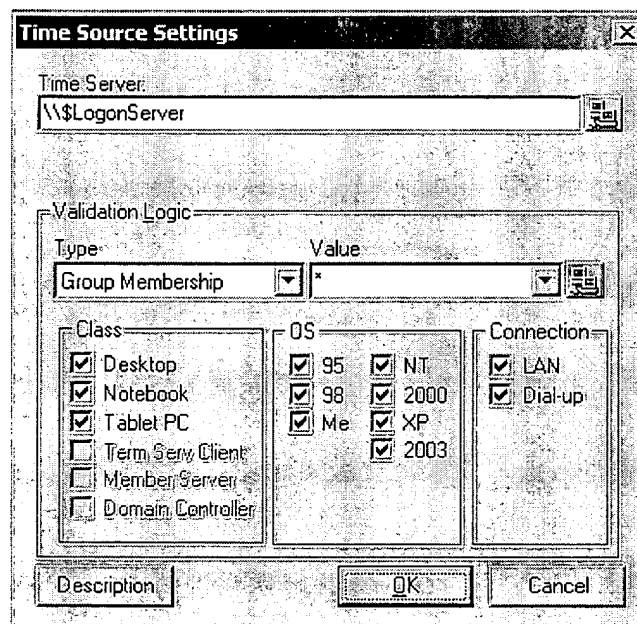 Time Source Settings
Time Server:
\\$LogonServer
Validation Logic
Type Value
Group Membership *
Class OS Connection
Desktop 95 NT LAN
Notebook 98 2000 Dial-up
Tablet PC Me XP
Term Serv Client 2003
Member Server
Domain Controller
Description OK Cancel